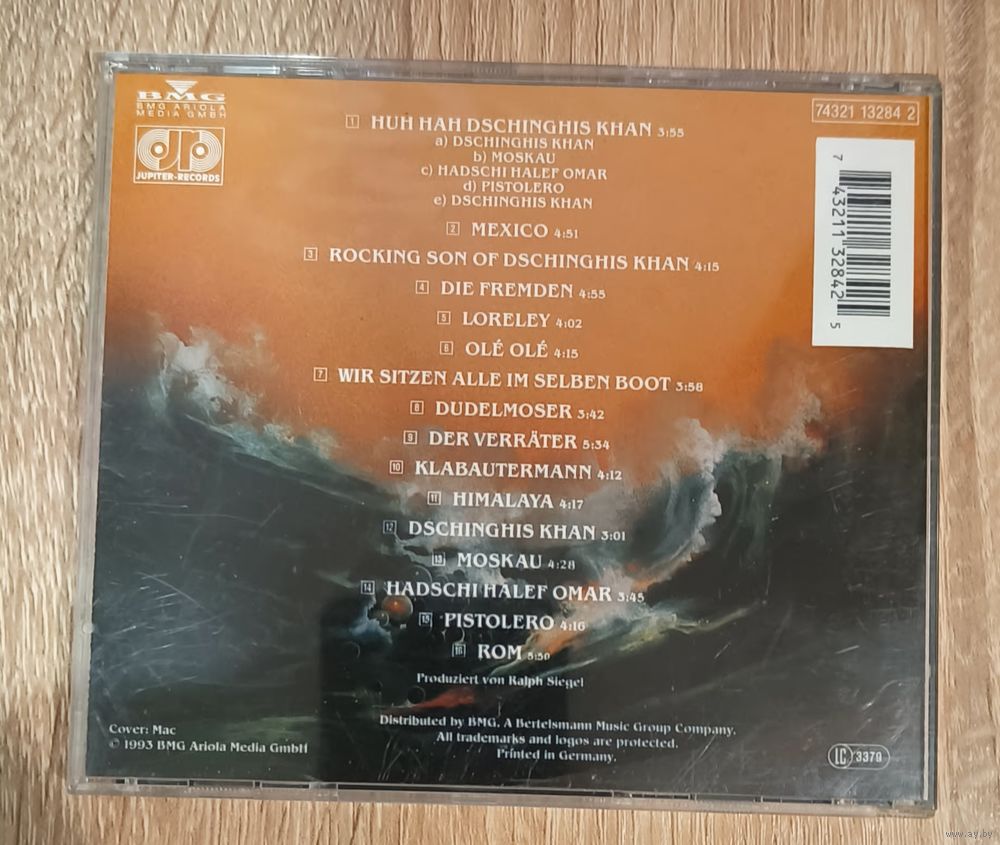 BMG
BMG ARIOLA
MEDIA GMBH
JUPITER-RECORDS
74321 13284 2
7 43211 32842 5
1 HUH HAH DSCHINGHIS KHAN 3:55
a) DSCHINGHIS KHAN
b) MOSKAU
c) HADSCHI HALEF OMAR
d) PISTOLERO
e) DSCHINGHIS KHAN
2 MEXICO 4:51
3 ROCKING SON OF DSCHINGHIS KHAN 4:15
4 DIE FREMDEN 4:55
5 LORELEY 4:02
6 OLÉ OLÉ 4:15
7 WIR SITZEN ALLE IM SELBEN BOOT 3:58
8 DUDELMOSER 3:42
9 DER VERRÄTER 5:34
10 KLABAUTERMANN 4:12
11 HIMALAYA 4:17
12 DSCHINGHIS KHAN 3:01
13 MOSKAU 4:28
14 HADSCHI HALEF OMAR 3:45
15 PISTOLERO 4:16
16 ROM 5:50
Produziert von Ralph Siegel
Cover: Mac
© 1993 BMG Ariola Media GmbH
Distributed by BMG. A Bertelsmann Music Group Company.
All trademarks and logos are protected.
Printed in Germany.
LC 3379
www.ay.by